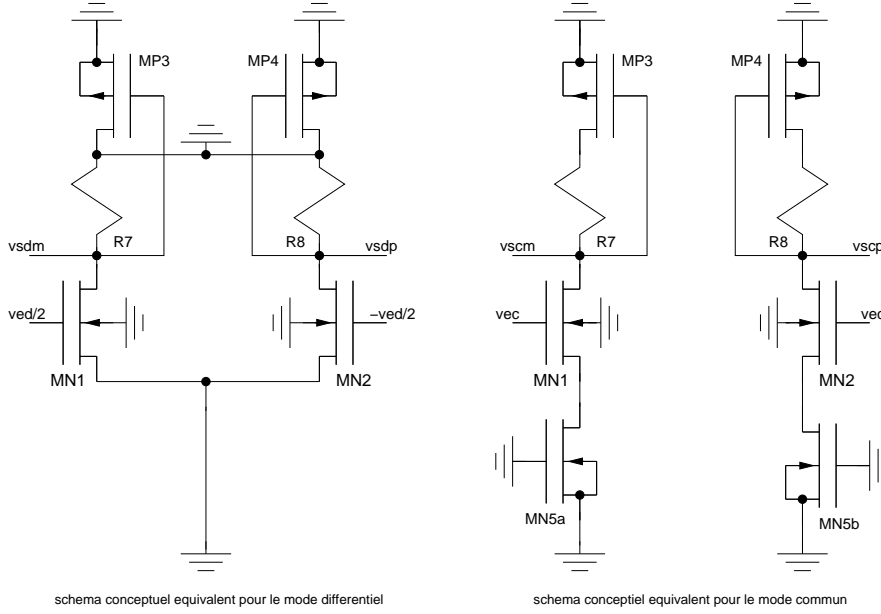 MP3 MP4 MP3 MP4
vsdm R7 R8 vsdp vscm R7 R8 vscp
ved/2 −ved/2 vec vec
MN1 MN2 MN1 MN2
MN5a MN5b
schema conceptuel equivalent pour le mode differentiel
schema conceptiel equivalent pour le mode commun